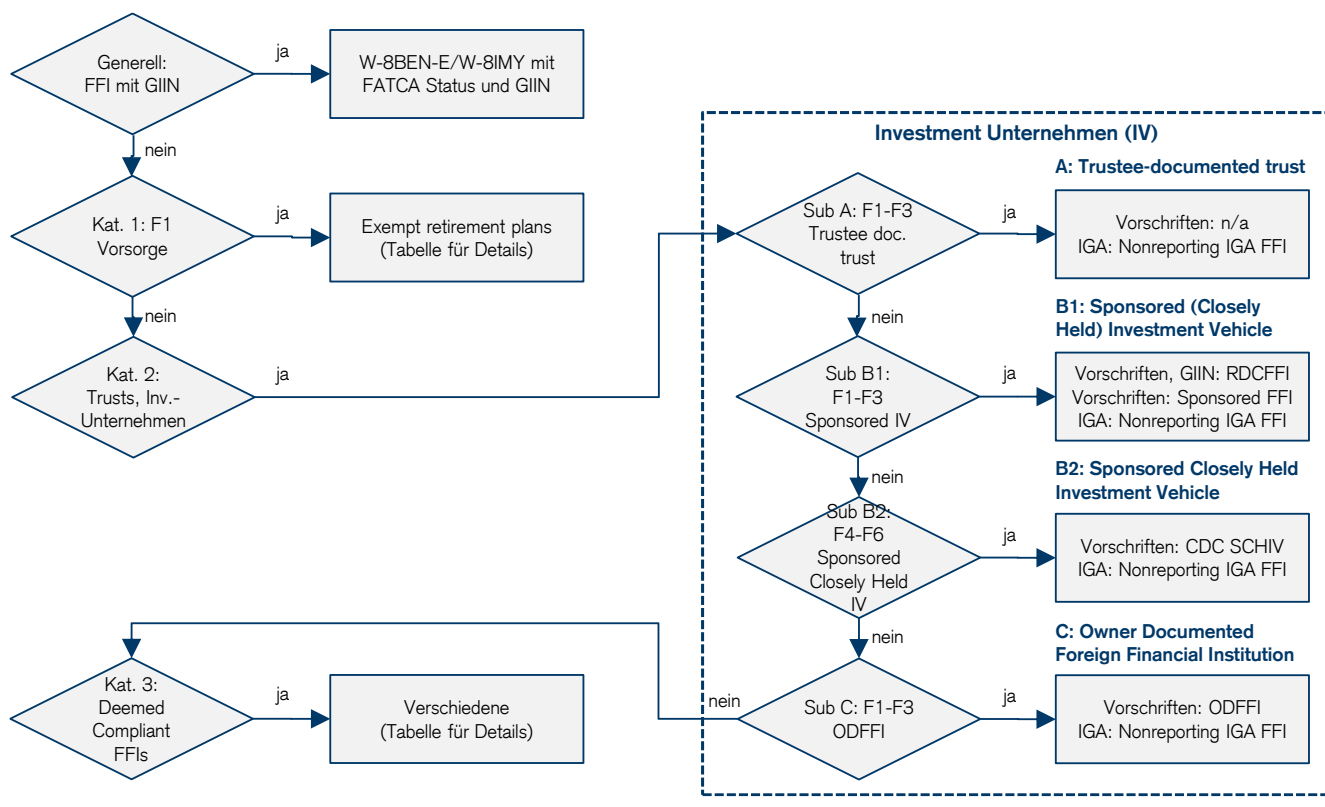 Generell:
FFI mit GIIN
ja
W-8BEN-E/W-8IMY mit
FATCA Status und GIIN
nein
Kat. 1: F1
Vorsorge
ja
Exempt retirement plans
(Tabelle für Details)
nein
Kat. 2:
Trusts, Inv.-
Unternehmen
ja
Investment Unternehmen (IV)
A: Trustee-documented trust
Sub A: F1-F3
Trustee doc.
trust
ja
Vorschriften: n/a
IGA: Nonreporting IGA FFI
nein
B1: Sponsored (Closely
Held) Investment Vehicle
Sub B1:
F1-F3
Sponsored IV
ja
Vorschriften, GIIN: RDCFFI
Vorschriften: Sponsored FFI
IGA: Nonreporting IGA FFI
nein
B2: Sponsored Closely Held
Investment Vehicle
Sub B2:
F4-F6
Sponsored
Closely Held
IV
ja
Vorschriften: CDC SCHIV
IGA: Nonreporting IGA FFI
nein
C: Owner Documented
Foreign Financial Institution
Sub C: F1-F3
ODFFI
ja
Vorschriften: ODFFI
IGA: Nonreporting IGA FFI
nein
Kat. 3:
Deemed
Compliant
FFIs
ja
Verschiedene
(Tabelle für Details)